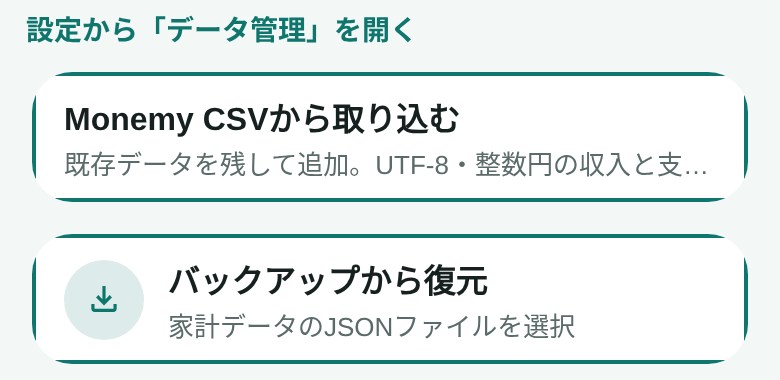 設定から「データ管理」を開く
Monemy CSVから取り込む
既存データを残して追加。UTF-8・整数円の収入と支…
バックアップから復元
家計データのJSONファイルを選択